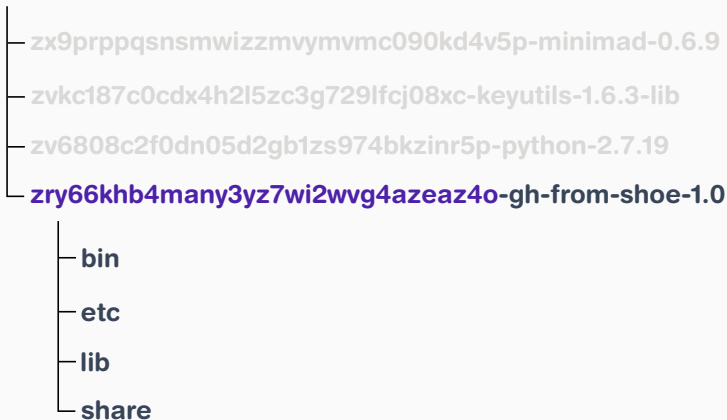 zx9prppqsnsmwizzmvymvmc090kd4v5p-minimad-0.6.9
zvkc187c0cdx4h2l5zc3g729lfcj08xc-keyutils-1.6.3-lib
zv6808c2f0dn05d2gb1zs974bkzinr5p-python-2.7.19
zry66khb4many3yz7wi2wvg4azeaz4o-gh-from-shoe-1.0
bin
etc
lib
share